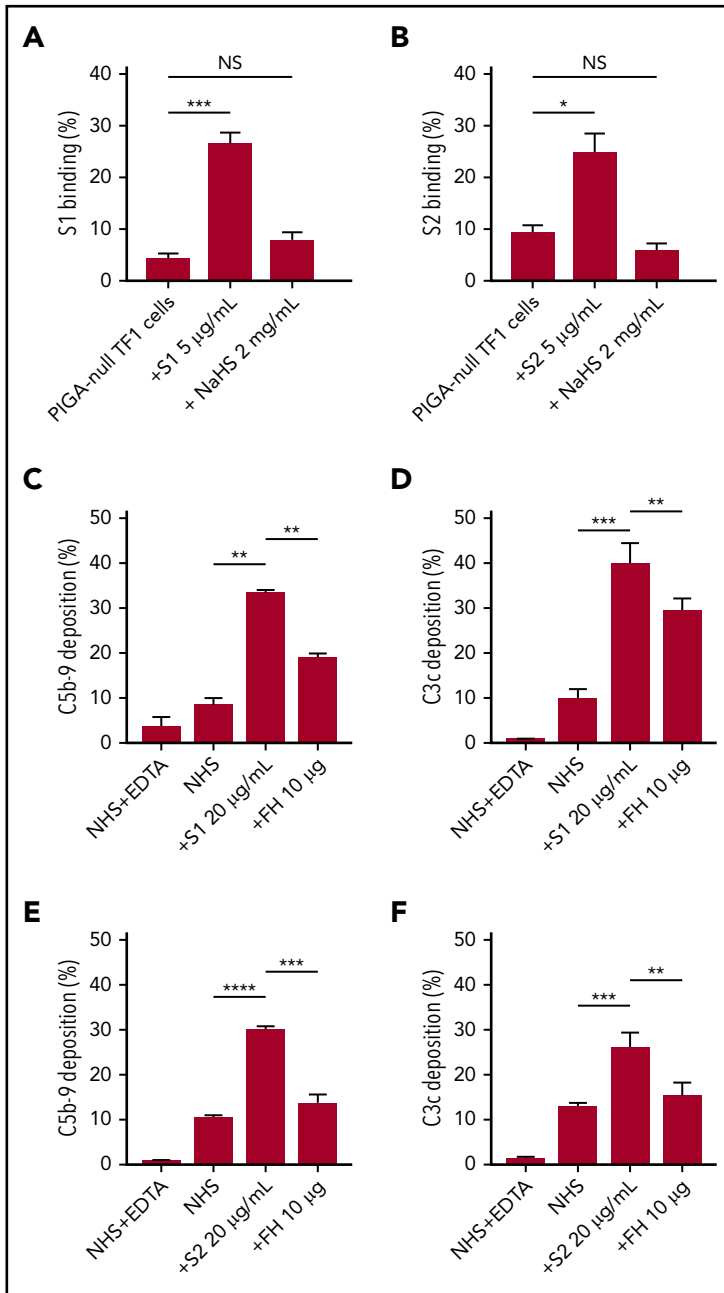 A
NS
***
S1 binding (%)
40
30
20
10
0
PIGA-null TF1 cells
+S1 5 μg/mL
+ NaHS 2 mg/mL
B
NS
*
S2 binding (%)
40
30
20
10
0
PIGA-null TF1 cells
+S2 5 μg/mL
+ NaHS 2 mg/mL
C
**
**
C5b-9 deposition (%)
50
40
30
20
10
0
NHS+EDTA
NHS
+S1 20 μg/mL
+FH 10 μg
D
***
**
C3c deposition (%)
50
40
30
20
10
0
NHS+EDTA
NHS
+S1 20 μg/mL
+FH 10 μg
E
****
***
C5b-9 deposition (%)
50
40
30
20
10
0
NHS+EDTA
NHS
+S2 20 μg/mL
+FH 10 μg
F
***
**
C3c deposition (%)
50
40
30
20
10
0
NHS+EDTA
NHS
+S2 20 μg/mL
+FH 10 μg